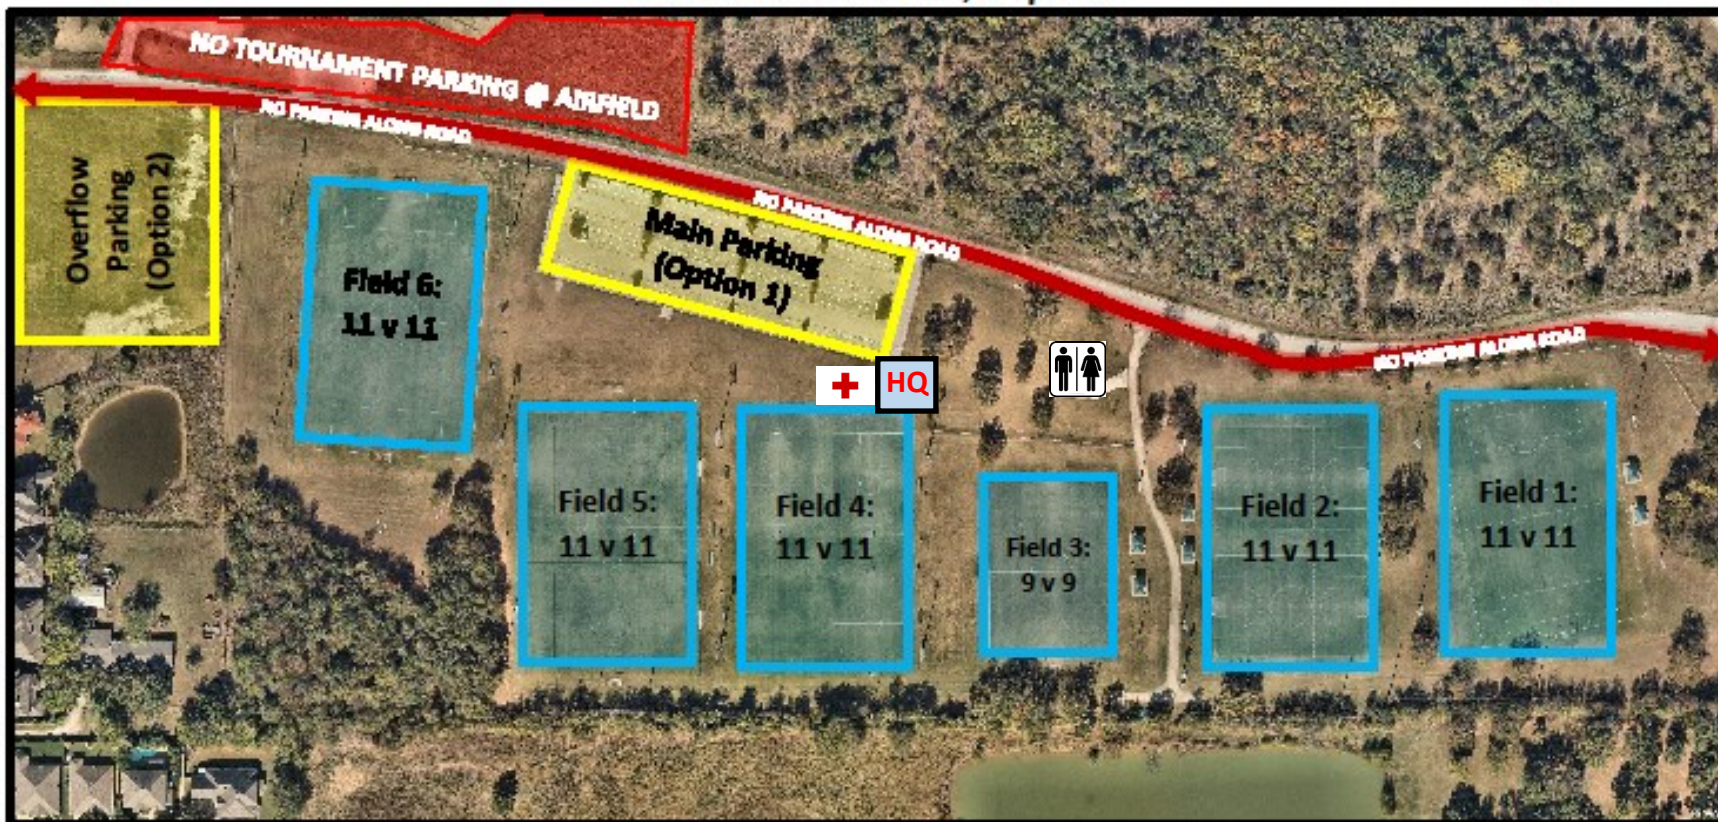 NO TOURNAMENT PARKING @ AIRFIELD
NO PARKING ALONG ROAD
Overflow
Parking
(Option 2)
Field 6:
11 v 11
Main Parking
(Option 1)
NO PARKING ALONG ROAD
HQ
NO PARKING ALONG ROAD
Field 5:
11 v 11
Field 4:
11 v 11
Field 3:
9 v 9
Field 2:
11 v 11
Field 1:
11 v 11